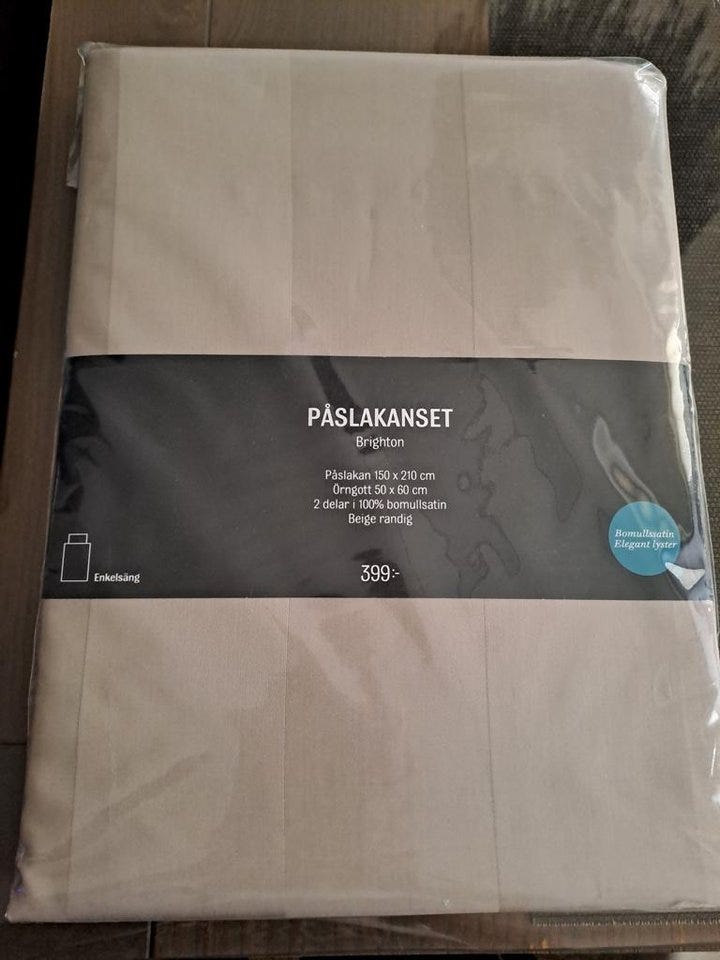 PÅSLAKANSET
Brighton
Påslakan 150 x 210 cm
Örngott 50 x 60 cm
2 delar i 100% bomullsatin
Beige randig
399:-
Enkelsäng
Bomullssatin
Elegant lyster